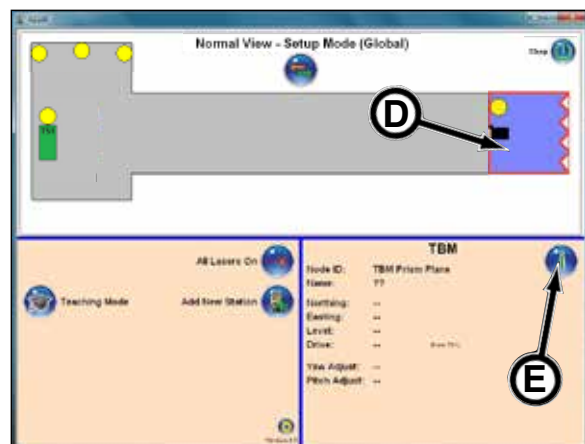 Normal View - Setup Mode (Global)
Stop
D
TS1
All Lasers On
Teaching Mode
Add New Station
TBM
Node ID: TBM Prism Plane
Name: ??
Northing: --
Easting: --
Level: --
Drive: --
Yaw Adjust: --
Pitch Adjust: --
E